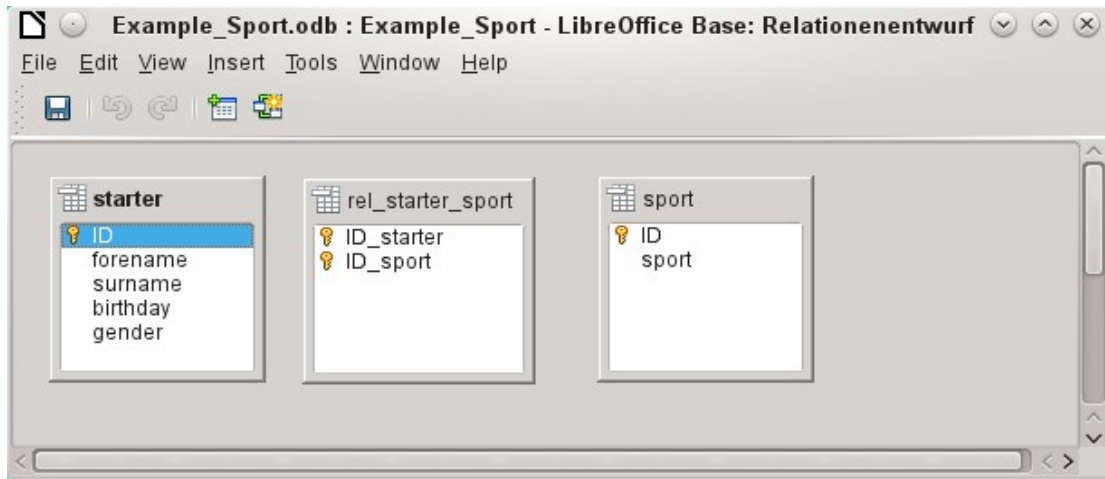 Example_Sport.odb : Example_Sport - LibreOffice Base: Relationenentwurf
File Edit View Insert Tools Window Help
starter
ID
forename
surname
birthday
gender
rel_starter_sport
ID_starter
ID_sport
sport
ID
sport